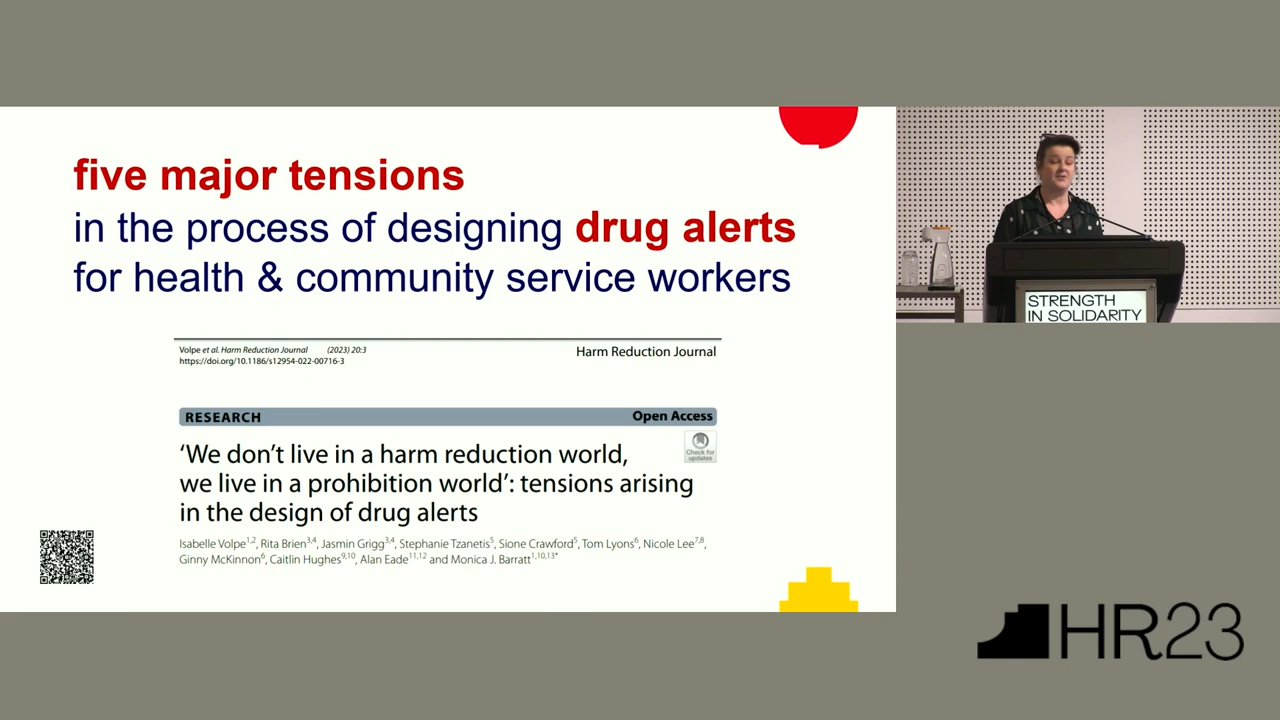 five major tensions
in the process of designing drug alerts
for health & community service workers
Volpe et al. Harm Reduction Journal (2023) 20:3
https://doi.org/10.1186/s12954-022-00716-3
Harm Reduction Journal
RESEARCH
Open Access
Check for
updates
‘We don’t live in a harm reduction world,
we live in a prohibition world’: tensions arising
in the design of drug alerts
Isabelle Volpe1,2, Rita Brien3,4, Jasmin Grigg3,4, Stephanie Tzanetis5, Sione Crawford5, Tom Lyons6, Nicole Lee7,8,
Ginny McKinnon6, Caitlin Hughes9,10, Alan Eade11,12 and Monica J. Barratt1,10,13*
STRENGTH
IN SOLIDARITY
HR23